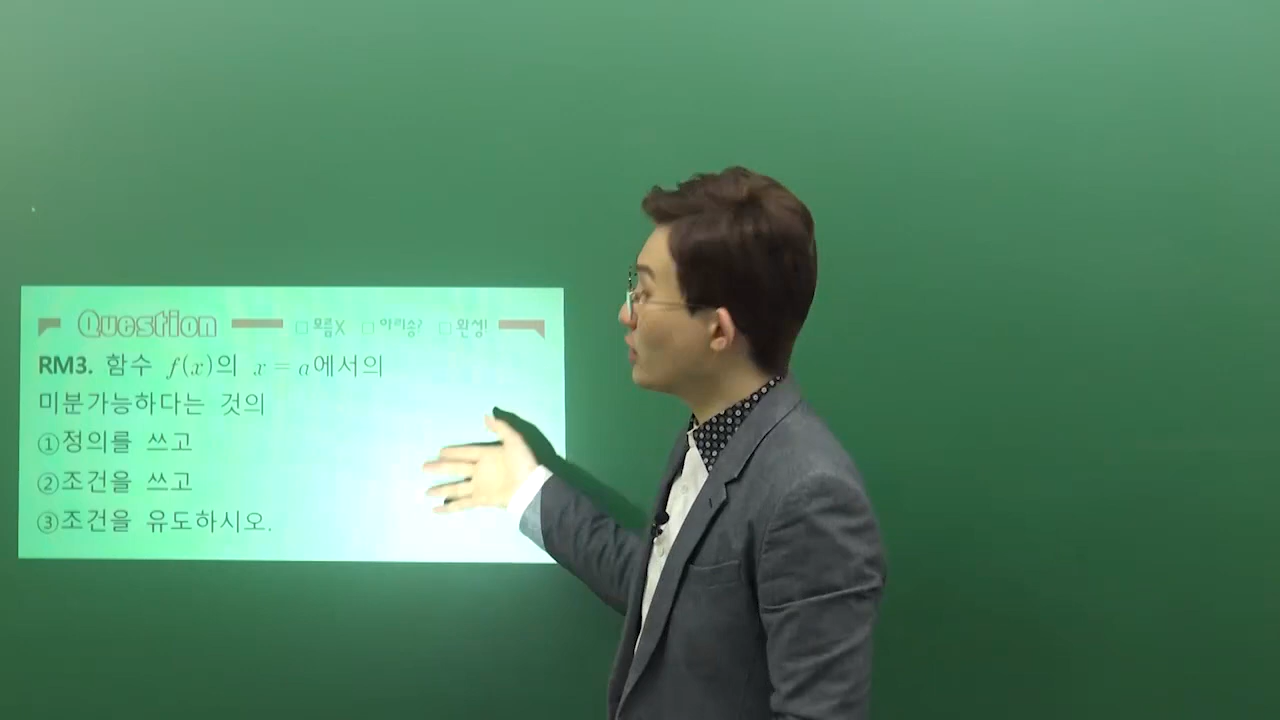 Question □ 모름X □ 아리송? □ 완성!
RM3. 함수 f(x)의 x = a에서의
미분가능하다는 것의
①정의를 쓰고
②조건을 쓰고
③조건을 유도하시오.